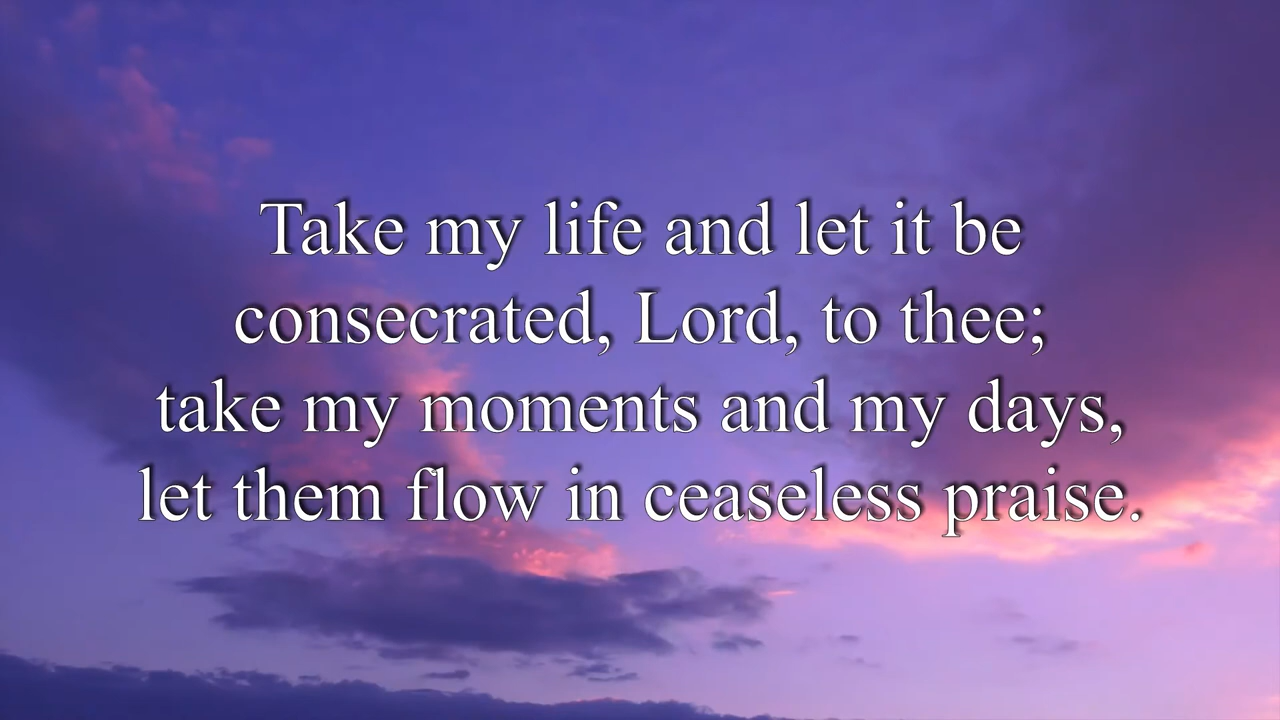 Take my life and let it be
consecrated, Lord, to thee;
take my moments and my days,
let them flow in ceaseless praise.